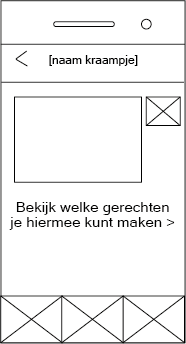 [naam kraampje]
Bekijk welke gerechten
je hiermee kunt maken >